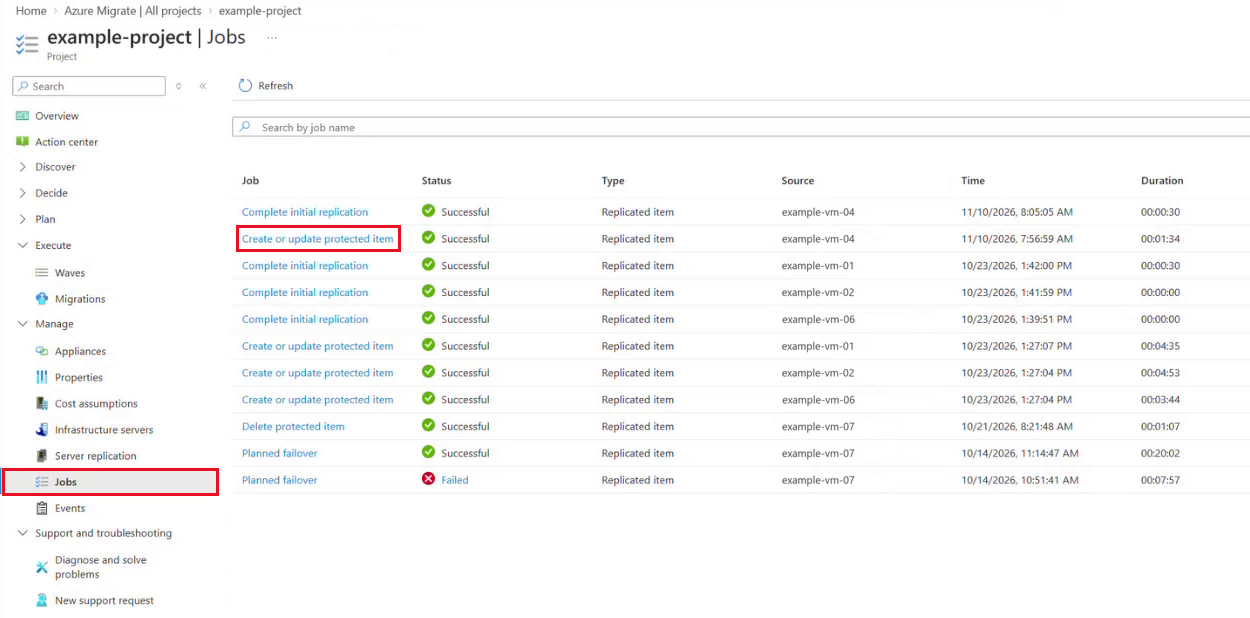 Home > Azure Migrate | All projects > example-project
example-project | Jobs ...
Project
Search
Refresh
Search by job name
Overview
Action center
Discover
Decide
Plan
Execute
Waves
Migrations
Manage
Appliances
Properties
Cost assumptions
Infrastructure servers
Server replication
Jobs
Events
Support and troubleshooting
Diagnose and solve
problems
New support request
Job Status Type Source Time Duration
Complete initial replication Successful Replicated item example-vm-04 11/10/2026, 8:05:05 AM 00:00:30
Create or update protected item Successful Replicated item example-vm-04 11/10/2026, 7:56:59 AM 00:01:34
Complete initial replication Successful Replicated item example-vm-01 10/23/2026, 1:42:00 PM 00:00:30
Complete initial replication Successful Replicated item example-vm-02 10/23/2026, 1:41:59 PM 00:00:00
Complete initial replication Successful Replicated item example-vm-06 10/23/2026, 1:39:51 PM 00:00:00
Create or update protected item Successful Replicated item example-vm-01 10/23/2026, 1:27:07 PM 00:04:35
Create or update protected item Successful Replicated item example-vm-02 10/23/2026, 1:27:04 PM 00:04:53
Create or update protected item Successful Replicated item example-vm-06 10/23/2026, 1:27:04 PM 00:03:44
Delete protected item Successful Replicated item example-vm-07 10/21/2026, 8:21:48 AM 00:01:07
Planned failover Successful Replicated item example-vm-07 10/14/2026, 11:14:47 AM 00:20:02
Planned failover Failed Replicated item example-vm-07 10/14/2026, 10:51:41 AM 00:07:57